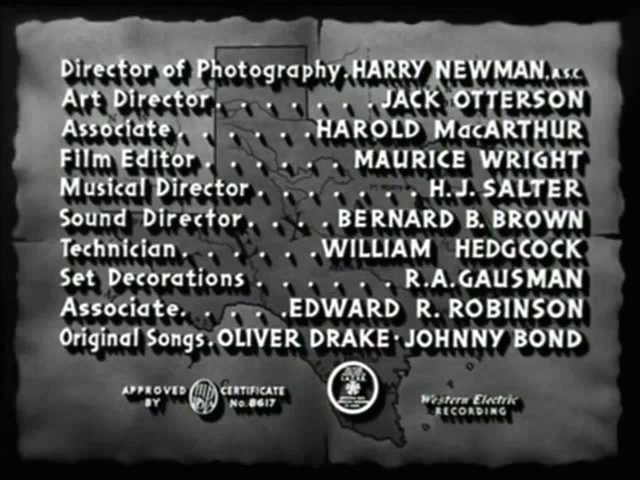 Director of Photography.HARRY NEWMAN,A.S.C.
Art Director.......JACK OTTERSON
Associate......HAROLD MacARTHUR
Film Editor.....MAURICE WRIGHT
Musical Director.......H.J. SALTER
Sound Director....BERNARD B. BROWN
Technician......WILLIAM HEDGCOCK
Set Decorations......R.A.GAUSMAN
Associate.....EDWARD R. ROBINSON
Original Songs.OLIVER DRAKE·JOHNNY BOND
APPROVED BY CERTIFICATE No. 8617
Western Electric
RECORDING